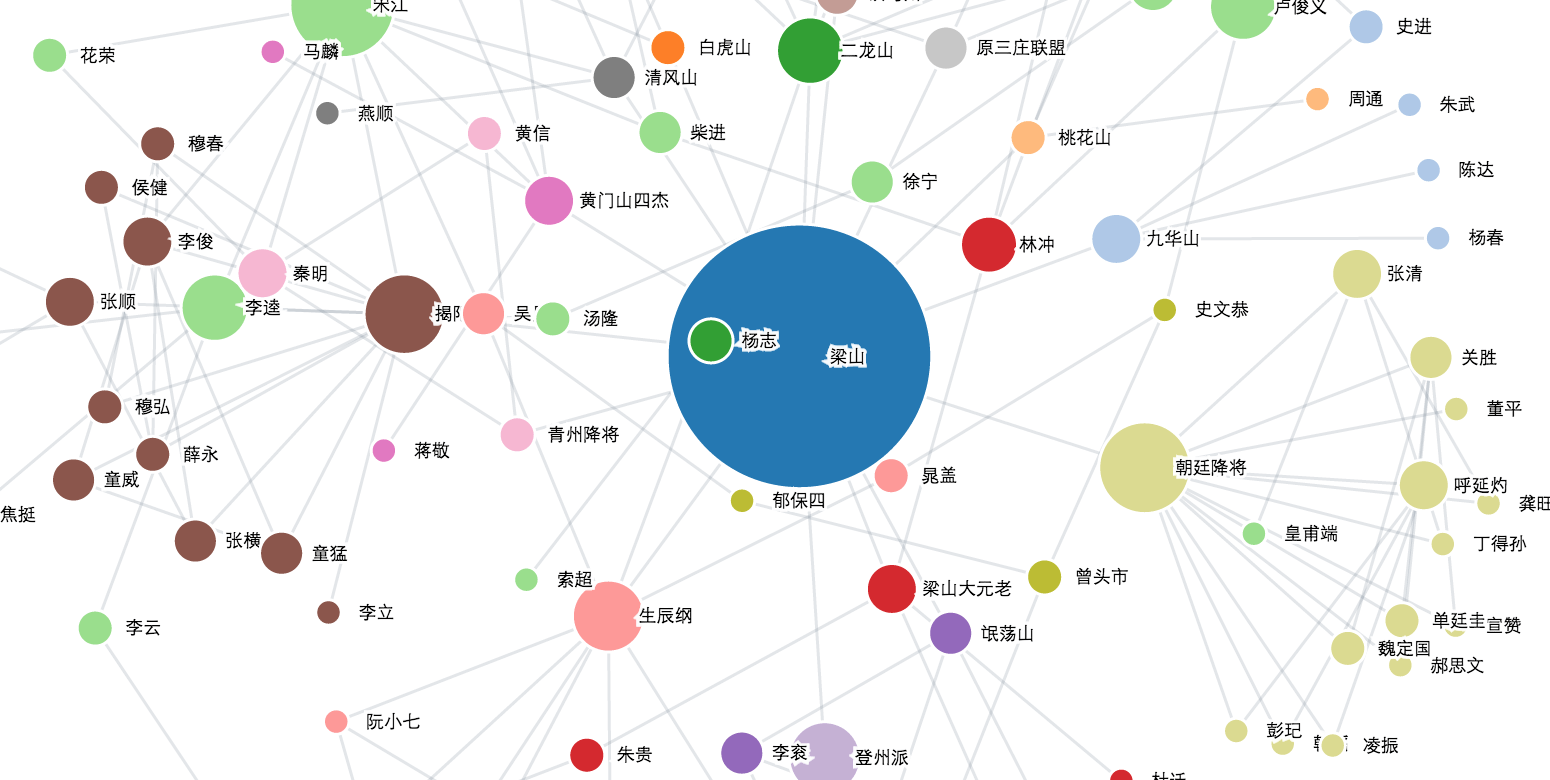 宋江
卢俊义
史进
花荣
马麟
白虎山
二龙山
原三庄联盟
清风山
周通
朱武
燕顺
黄信
柴进
桃花山
穆春
侯健
徐宁
陈达
黄门山四杰
李俊
林冲
九华山
杨春
秦明
张清
张顺
李逵
汤隆
史文恭
杨志
梁山
关胜
穆弘
董平
青州降将
薛永
蒋敬
朝廷降将
晁盖
童威
呼延灼
郁保四
龚旺
焦挺
皇甫端
张横
丁得孙
童猛
索超
曾头市
梁山大元老
李立
生辰纲
单廷圭
李云
氓荡山
宣赞
魏定国
郝思文
阮小七
彭玘
凌振
朱贵
李衮
登州派